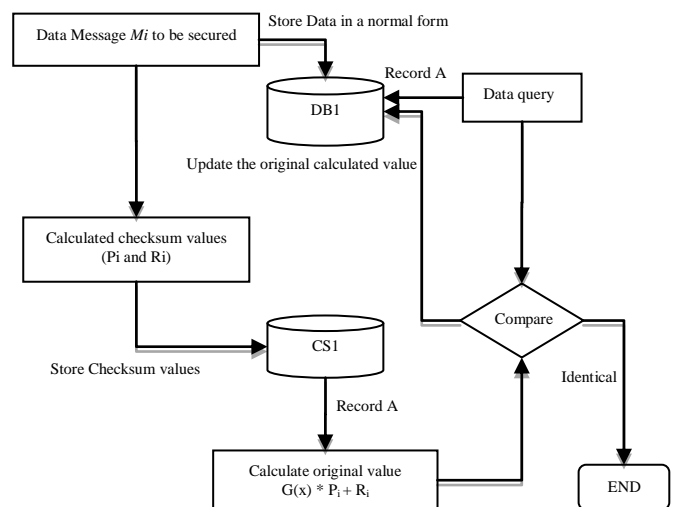 Store Data in a normal form
Data Message Mi to be secured
Record A
Data query
DB1
Update the original calculated value
Calculated checksum values
(Pi and Ri)
Compare
CS1
Store Checksum values
Identical
Record A
Calculate original value
G(x) * Pᵢ + Rᵢ
END